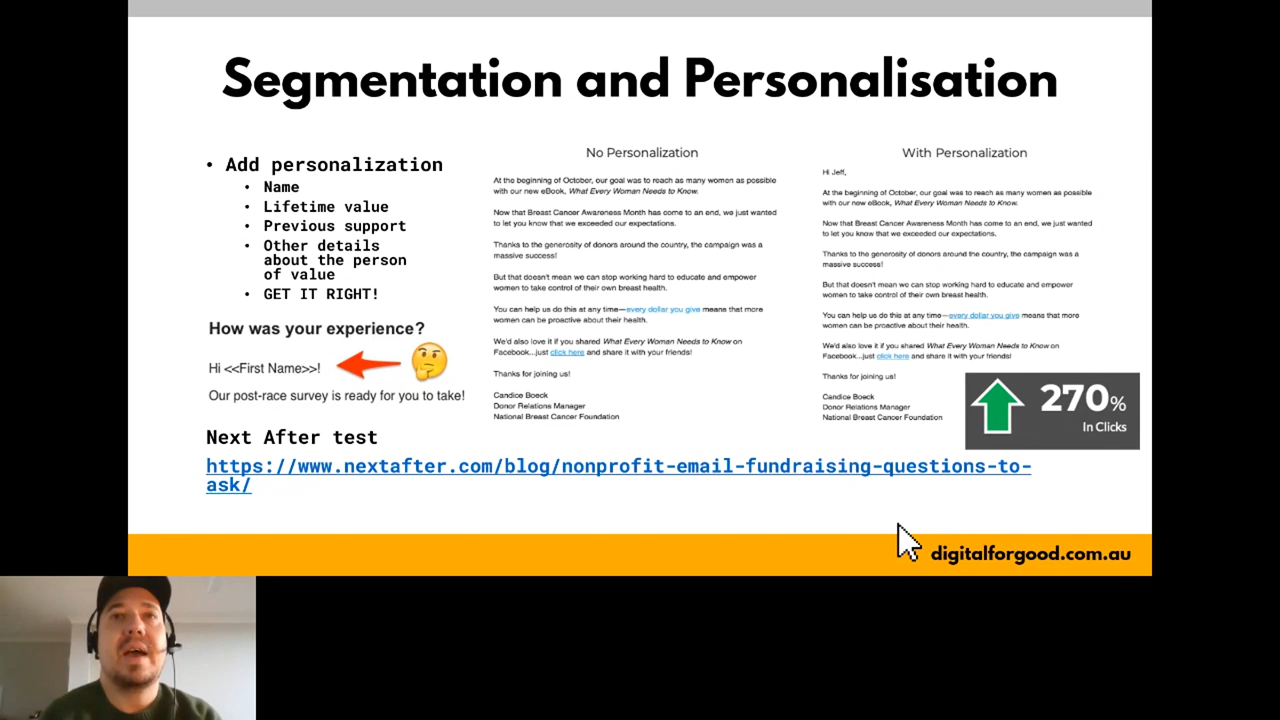 Segmentation and Personalisation
• Add personalization
• Name
• Lifetime value
• Previous support
• Other details
about the person
of value
• GET IT RIGHT!
How was your experience?
Hi <<First Name>>!
Our post-race survey is ready for you to take!
No Personalization
At the beginning of October, our goal was to reach as many women as possible
with our new eBook, What Every Woman Needs to Know.
Now that Breast Cancer Awareness Month has come to an end, we just wanted
to let you know that we exceeded our expectations.
Thanks to the generosity of donors around the country, the campaign was a
massive success!
But that doesn't mean we can stop working hard to educate and empower
women to take control of their own breast health.
You can help us do this at any time—every dollar you give means that more
women can be proactive about their health.
We'd also love it if you shared What Every Woman Needs to Know on
Facebook...just click here and share it with your friends!
Thanks for joining us!
Candice Boeck
Donor Relations Manager
National Breast Cancer Foundation
With Personalization
Hi Jeff,
At the beginning of October, our goal was to reach as many women as possible
with our new eBook, What Every Woman Needs to Know.
Now that Breast Cancer Awareness Month has come to an end, we just wanted
to let you know that we exceeded our expectations.
Thanks to the generosity of donors around the country, the campaign was a
massive success!
But that doesn't mean we can stop working hard to educate and empower
women to take control of their own breast health.
You can help us do this at any time—every dollar you give means that more
women can be proactive about their health.
We'd also love it if you shared What Every Woman Needs to Know on
Facebook...just click here and share it with your friends!
Thanks for joining us!
Candice Boeck
Donor Relations Manager
National Breast Cancer Foundation
270%
In Clicks
Next After test
https://www.nextafter.com/blog/nonprofit-email-fundraising-questions-to-
ask/
digitalforgood.com.au